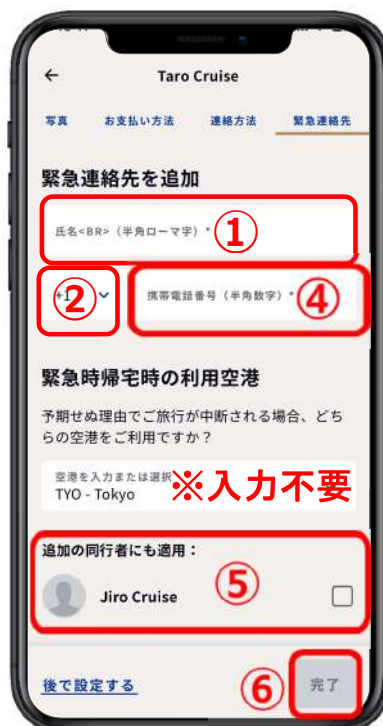 Taro Cruise
写真 お支払い方法 連絡方法 緊急連絡先
緊急連絡先を追加
氏名<BR>（半角ローマ字）* ①
+1 ② 携帯電話番号（半角数字）* ④
緊急時帰宅時の利用空港
予期せぬ理由でご旅行が中断される場合、どち
らの空港をご利用ですか？
空港を入力または選択
TYO - Tokyo ※入力不要
追加の同行者にも適用：
Jiro Cruise ⑤
後で設定する ⑥ 完了